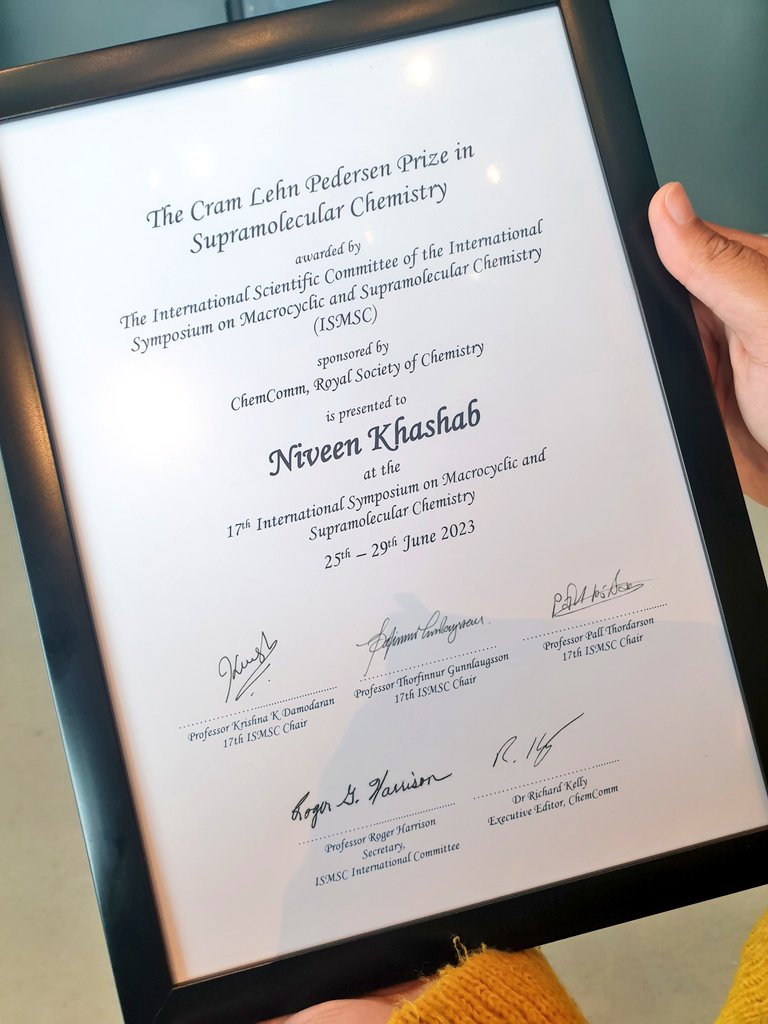 The Cram Lehn Pedersen Prize in
Supramolecular Chemistry
awarded by
The International Scientific Committee of the International
Symposium on Macrocyclic and Supramolecular Chemistry
(ISMSC)
sponsored by
ChemComm, Royal Society of Chemistry
is presented to
Niveen Khashab
at the
17th International Symposium on Macrocyclic and
Supramolecular Chemistry
25th – 29th June 2023
Professor Krishna K Damodaran
17th ISMSC Chair
Professor Thorfinnur Gunnlaugsson
17th ISMSC Chair
Professor Pall Thordarson
17th ISMSC Chair
Roger G. Harrison
Professor Roger Harrison
Secretary,
ISMSC International Committee
Dr Richard Kelly
Executive Editor, ChemComm